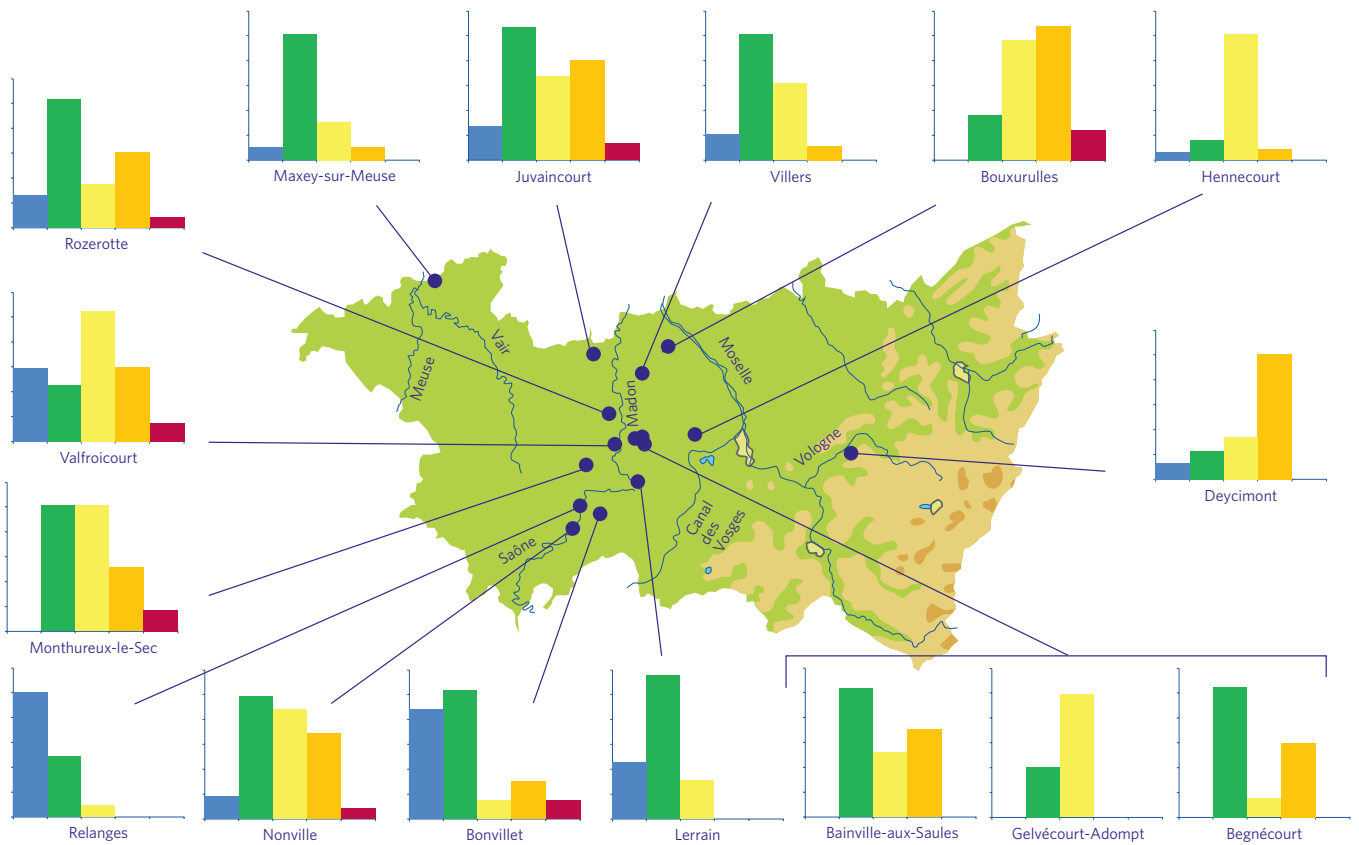 Maxey-sur-Meuse
Juvaincourt
Villers
Bouxurulles
Hennecourt
Rozerotte
Valfroicourt
Monthureux-le-Sec
Meuse
Vair
Madon
Moselle
Vologne
Canal
des
Vosges
Saône
Deycimont
Relanges
Nonville
Bonvillet
Lerrain
Bainville-aux-Saules
Gelvécourt-Adompt
Begnécourt